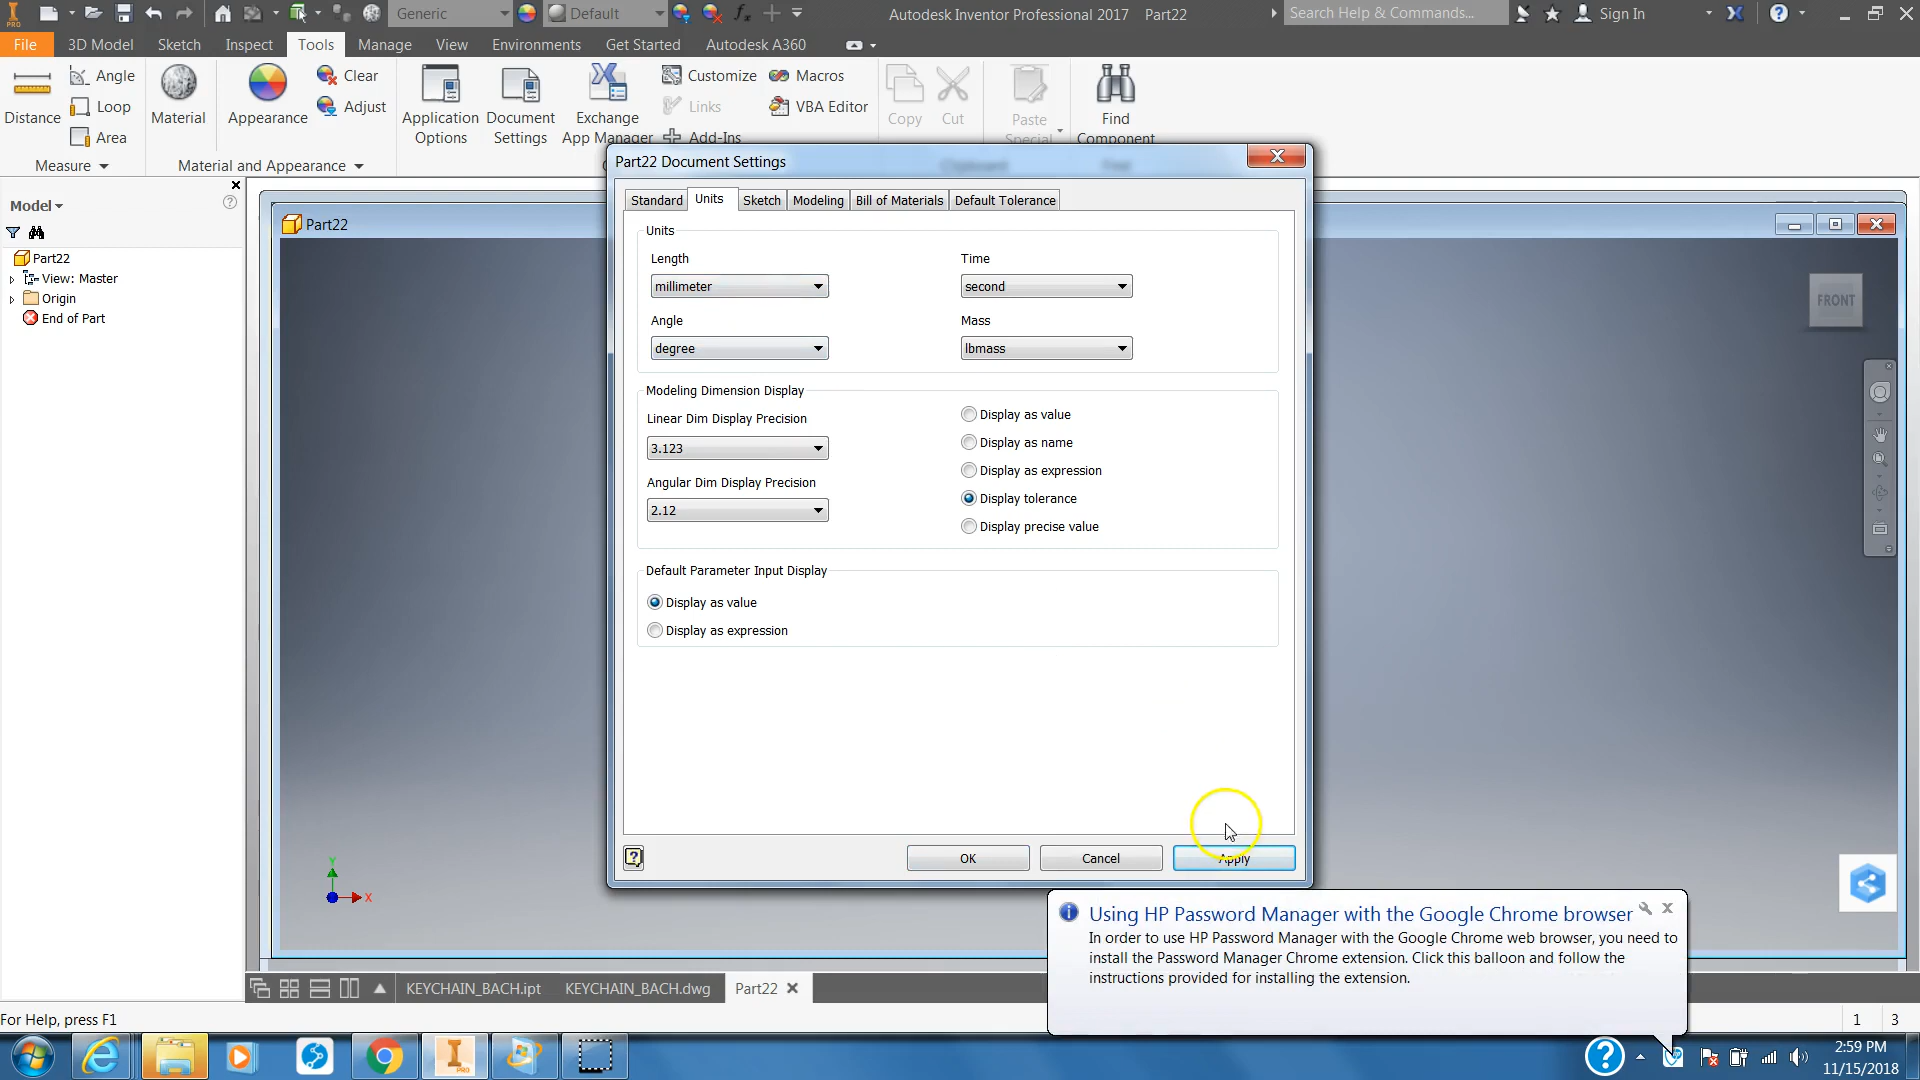 Generic
Default
Autodesk Inventor Professional 2017 Part22
Search Help & Commands...
Sign In
PRO
File 3D Model Sketch Inspect Tools Manage View Environments Get Started Autodesk A360
Distance
Angle
Loop
Area
Measure
Material
Appearance
Clear
Adjust
Material and Appearance
Application
Options
Document
Settings
Exchange
App Manager
Customize
Links
Add-Ins
Macros
VBA Editor
Copy
Cut
Paste
Special
Clipboard
Find
Component
Find
Model
Part22
View: Master
Origin
End of Part
Part22
FRONT
Part22 Document Settings
Standard Units Sketch Modeling Bill of Materials Default Tolerance
Units
Length
millimeter
Time
second
Angle
degree
Mass
lbmass
Modeling Dimension Display
Linear Dim Display Precision
3.123
Angular Dim Display Precision
2.12
Display as value
Display as name
Display as expression
Display tolerance
Display precise value
Default Parameter Input Display
Display as value
Display as expression
OK
Cancel
Apply
Y
X
Using HP Password Manager with the Google Chrome browser
In order to use HP Password Manager with the Google Chrome web browser, you need to
install the Password Manager Chrome extension. Click this balloon and follow the
instructions provided for installing the extension.
KEYCHAIN_BACH.ipt KEYCHAIN_BACH.dwg Part22
For Help, press F1
1 3
PRO
2:59 PM
11/15/2018